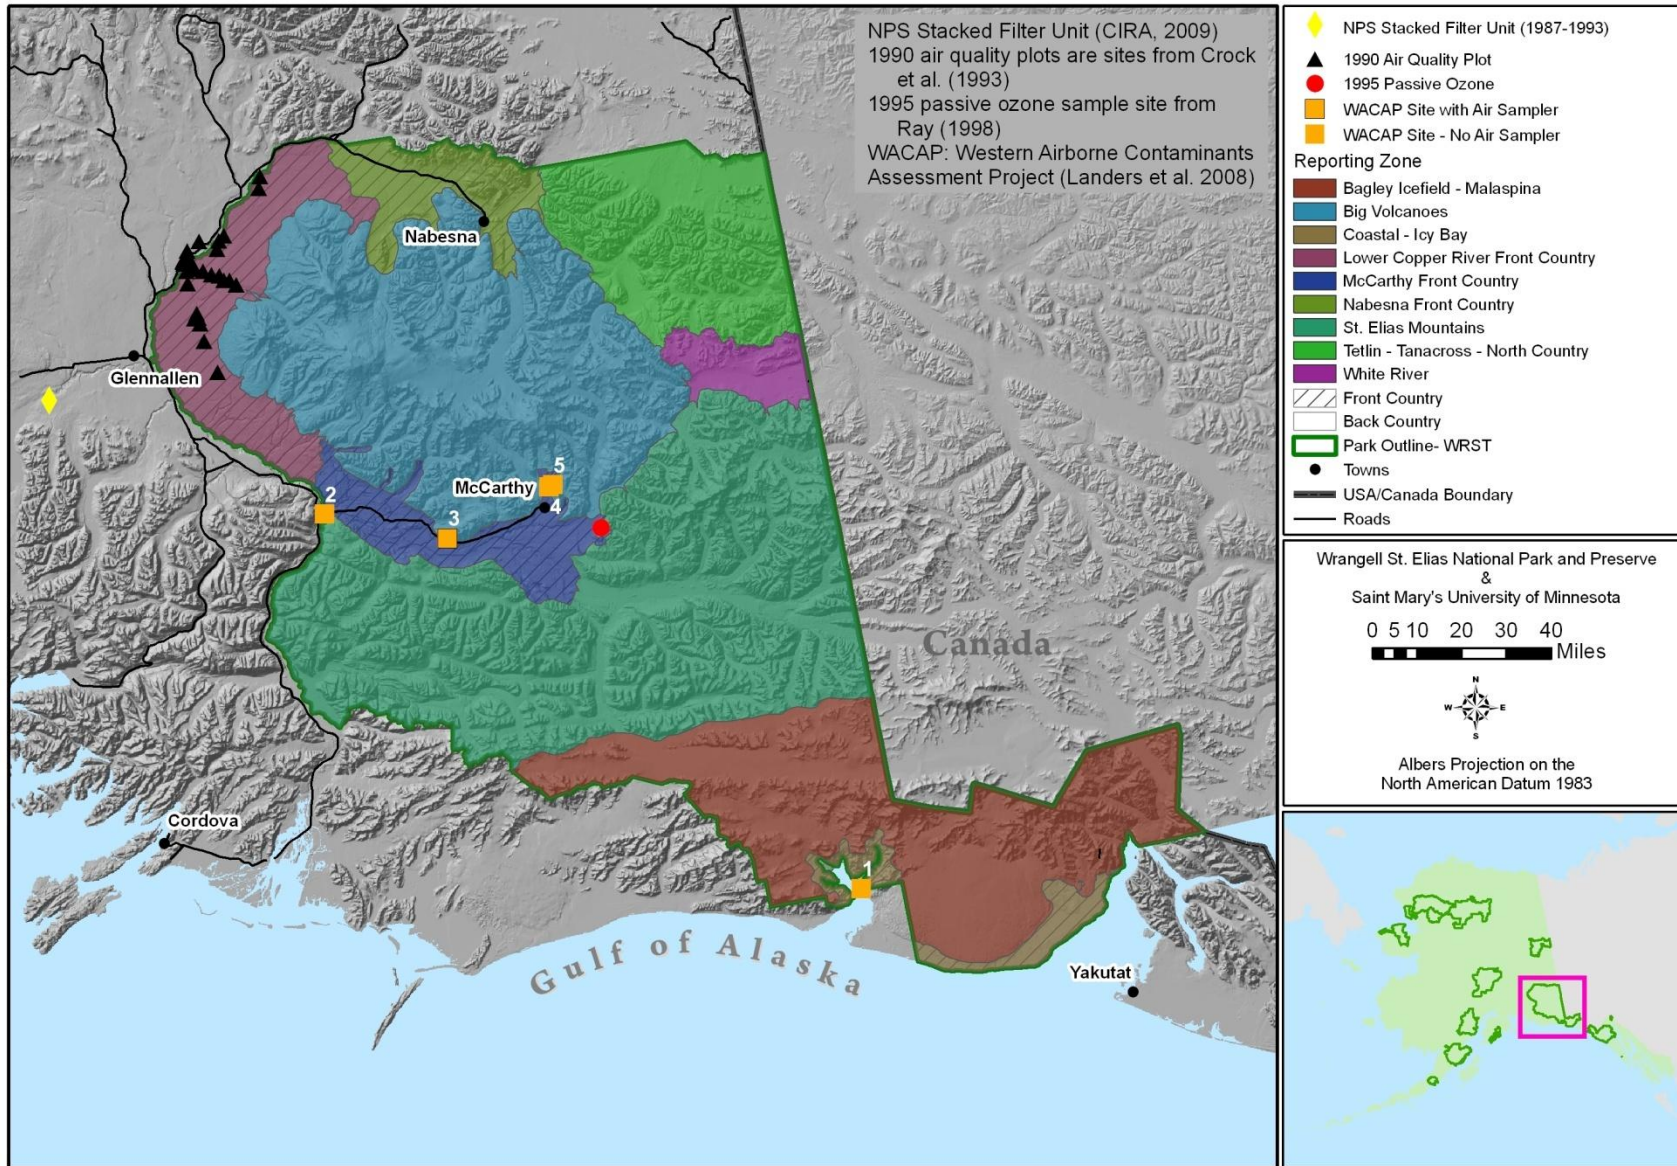 NPS Stacked Filter Unit (CIRA, 2009)
1990 air quality plots are sites from Crock
et al. (1993)
1995 passive ozone sample site from
Ray (1998)
WACAP: Western Airborne Contaminants
Assessment Project (Landers et al. 2008)
Nabesna
Glennallen
McCarthy
5
4
2
3
Canada
Cordova
1
Gulf of Alaska
Yakutat
NPS Stacked Filter Unit (1987-1993)
1990 Air Quality Plot
1995 Passive Ozone
WACAP Site with Air Sampler
WACAP Site - No Air Sampler
Reporting Zone
Bagley Icefield - Malaspina
Big Volcanoes
Coastal - Icy Bay
Lower Copper River Front Country
McCarthy Front Country
Nabesna Front Country
St. Elias Mountains
Tetlin - Tanacross - North Country
White River
Front Country
Back Country
Park Outline- WRST
Towns
USA/Canada Boundary
Roads
Wrangell St. Elias National Park and Preserve
&
Saint Mary's University of Minnesota
0 5 10 20 30 40
Miles
N
W E
S
Albers Projection on the
North American Datum 1983